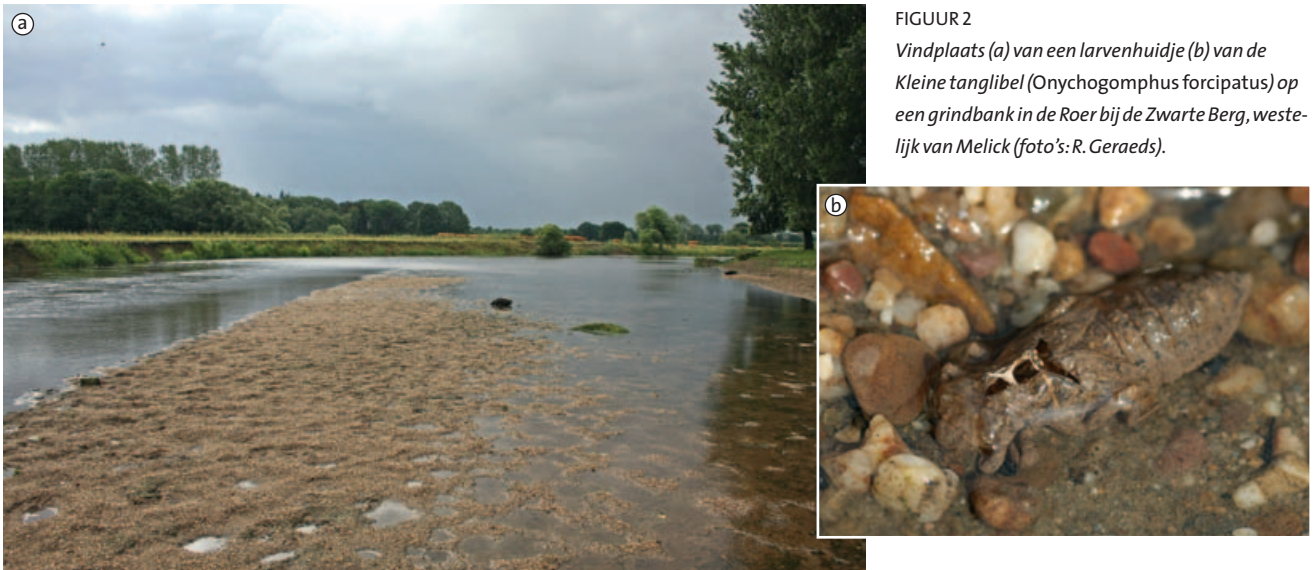 a
FIGUUR 2
Vindplaats (a) van een larvenhuidje (b) van de
Kleine tanglibel (Onychogomphus forcipatus) op
een grindbank in de Roer bij de Zwarte Berg, weste-
lijk van Melick (foto's: R. Geraeds).
b